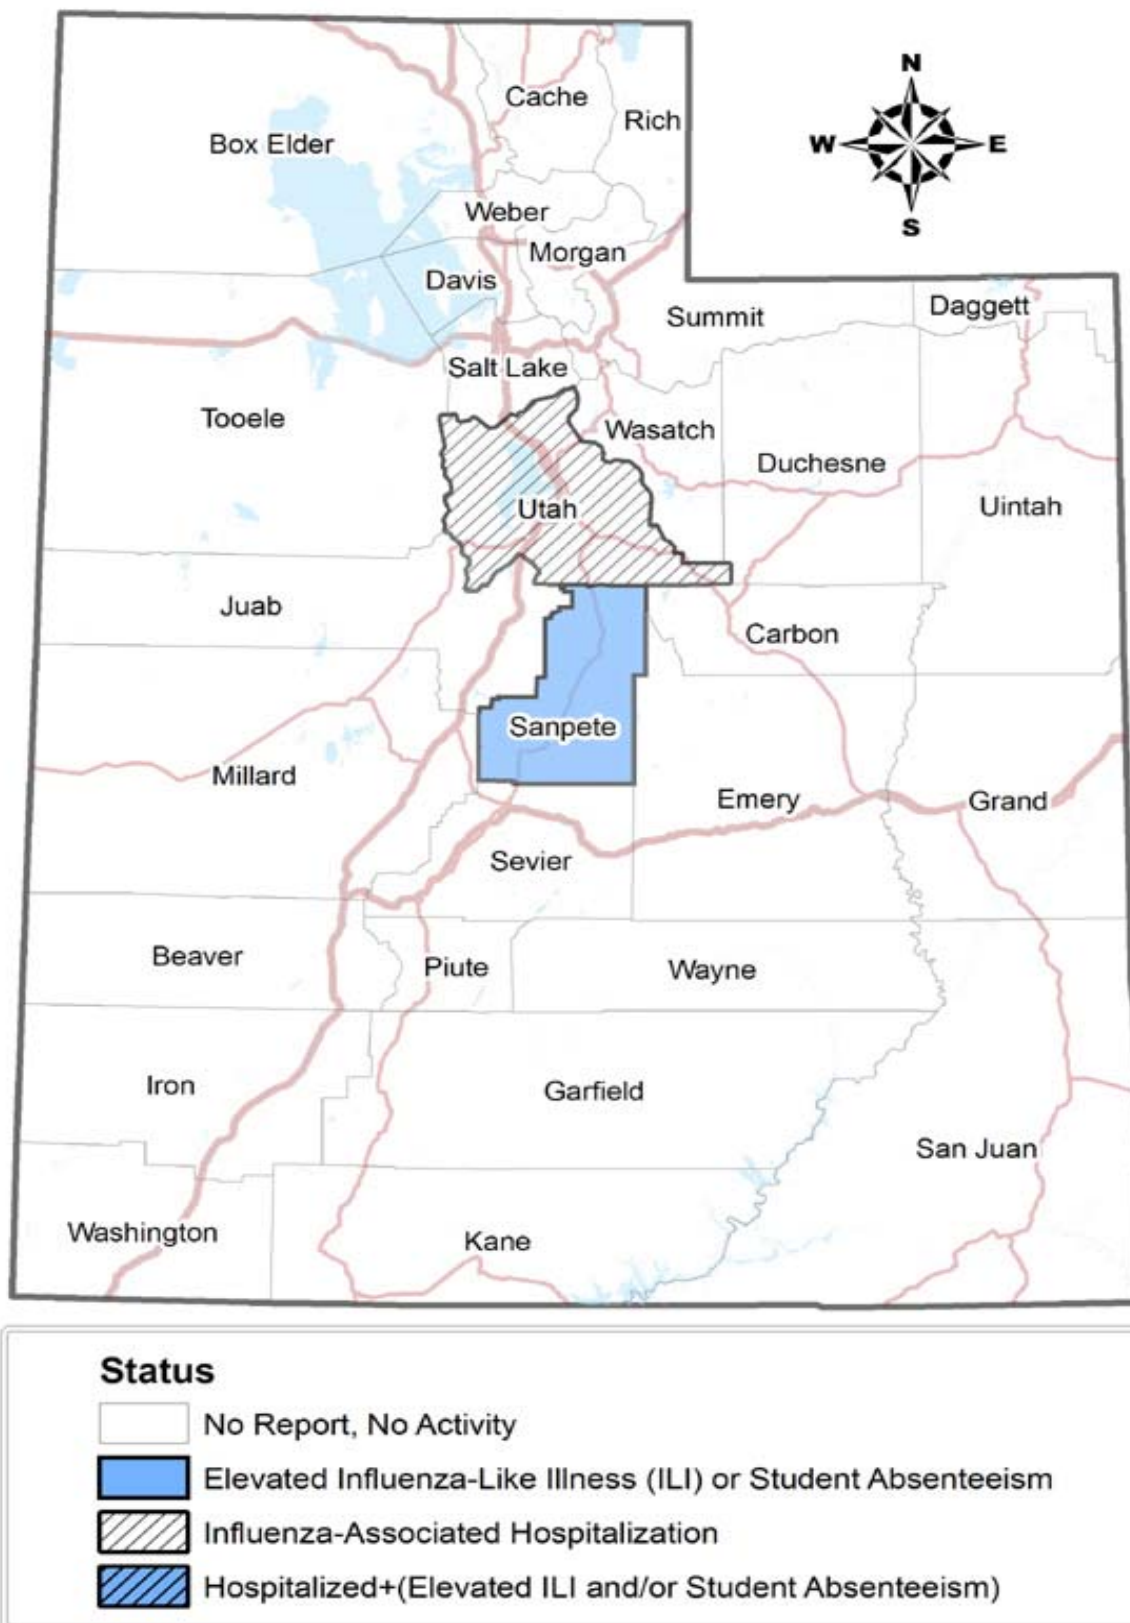 N
Cache
Rich
Box Elder
W
E
Weber
S
Morgan
Davis
Daggett
Summit
Salt Lake
Tooele
Wasatch
Duchesne
Utah
Uintah
Juab
Carbon
Sanpete
Millard
Emery
Grand
Sevier
Beaver
Piute
Wayne
Iron
Garfield
San Juan
Washington
Kane
Status
No Report, No Activity
Elevated Influenza-Like Illness (ILI) or Student Absenteeism
Influenza-Associated Hospitalization
Hospitalized+(Elevated ILI and/or Student Absenteeism)